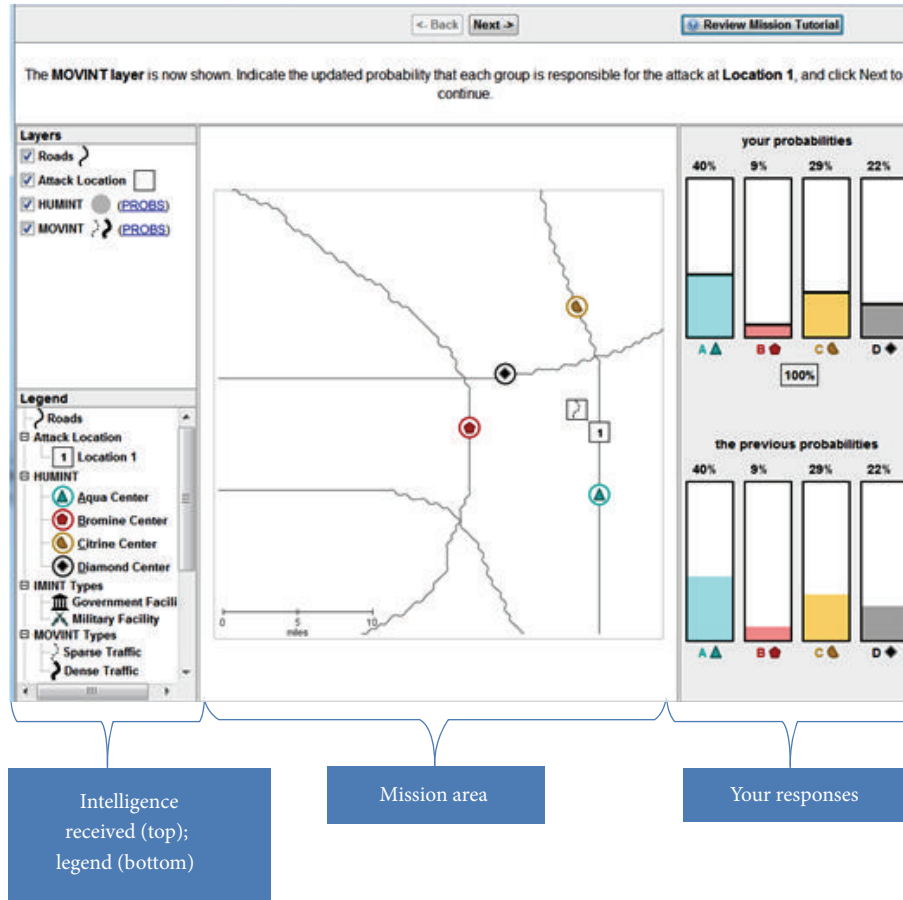 <- Back
Next ->
Review Mission Tutorial
The MOVINT layer is now shown. Indicate the updated probability that each group is responsible for the attack at Location 1, and click Next to
continue.
Layers
Roads
Attack Location
HUMINT (PROBS)
MOVINT (PROBS)
Legend
Roads
Attack Location
1 Location 1
HUMINT
Aqua Center
Bromine Center
Citrine Center
Diamond Center
IMINT Types
Government Facili
Military Facility
MOVINT Types
Sparse Traffic
Dense Traffic
1
0 5 10
miles
your probabilities
40% 9% 29% 22%
A B C D
100%
the previous probabilities
40% 9% 29% 22%
A B C D
Intelligence
received (top);
legend (bottom)
Mission area
Your responses